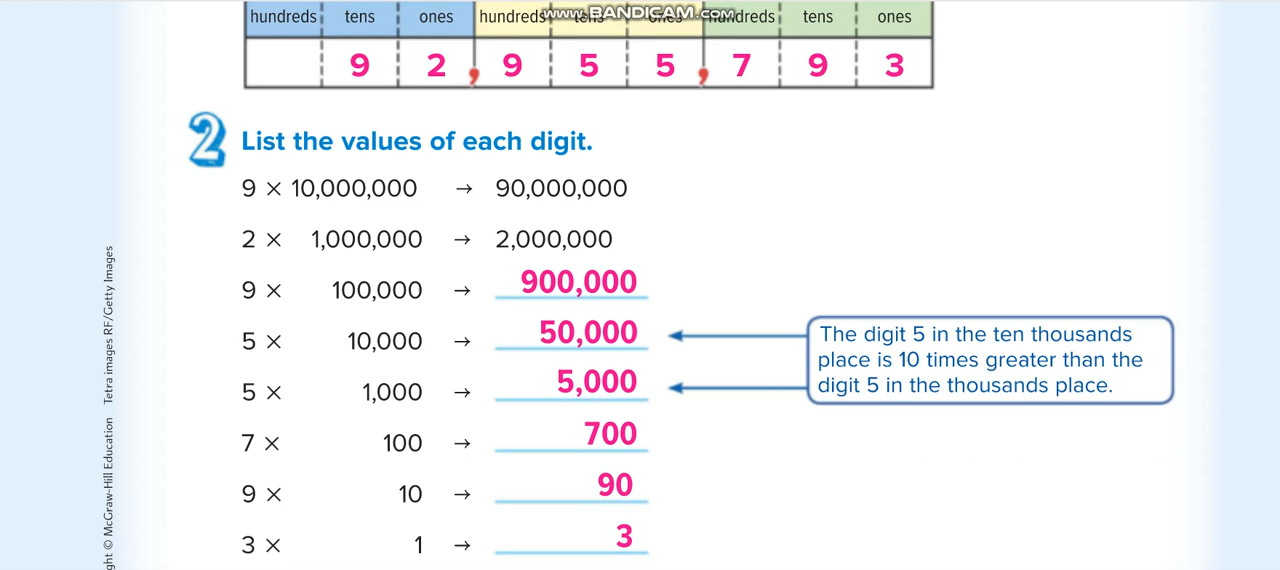 www.BANDICAM.com
hundreds tens ones hundreds tens ones hundreds tens ones
9 2 , 9 5 5 , 7 9 3
2 List the values of each digit.
9 × 10,000,000 → 90,000,000
2 × 1,000,000 → 2,000,000
9 × 100,000 → 900,000
5 × 10,000 → 50,000
5 × 1,000 → 5,000
The digit 5 in the ten thousands
place is 10 times greater than the
digit 5 in the thousands place.
7 × 100 → 700
9 × 10 → 90
3 × 1 → 3
ght © McGraw-Hill Education Tetra images RF/Getty Images